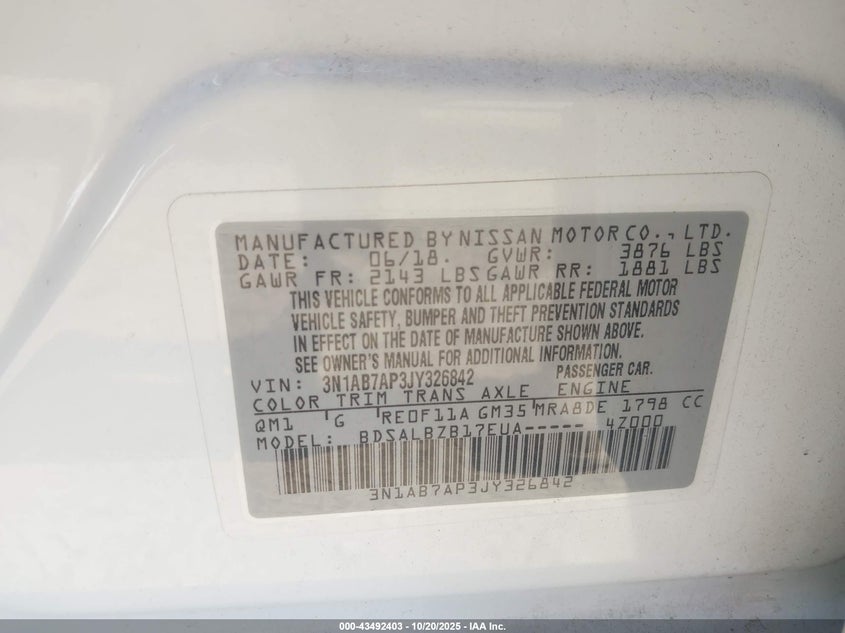 MANUFACTURED BY NISSAN MOTOR CO., LTD.
DATE: 06/18. GVWR: 3876 LBS
GAWR FR: 2143 LBS GAWR RR: 1881 LBS
THIS VEHICLE CONFORMS TO ALL APPLICABLE FEDERAL MOTOR
VEHICLE SAFETY, BUMPER AND THEFT PREVENTION STANDARDS
IN EFFECT ON THE DATE OF MANUFACTURE SHOWN ABOVE.
SEE OWNER'S MANUAL FOR ADDITIONAL INFORMATION.
VIN: 3N1AB7AP3JY326842 PASSENGER CAR.
COLOR TRIM TRANS AXLE ENGINE
QM1 G RE0F11A GM35 MRA8DE 1798 CC
MODEL: BDSALBZB17EUA----- 4Z000
3N1AB7AP3JY326842
000-43492403 - 10/20/2025 - IAA Inc.